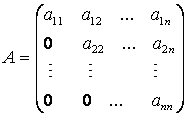 a₁₁ a₁₂ … a₁ₙ
0 a₂₂ … a₂ₙ
A = ⋮ ⋮ ⋮
0 0 … aₙₙ